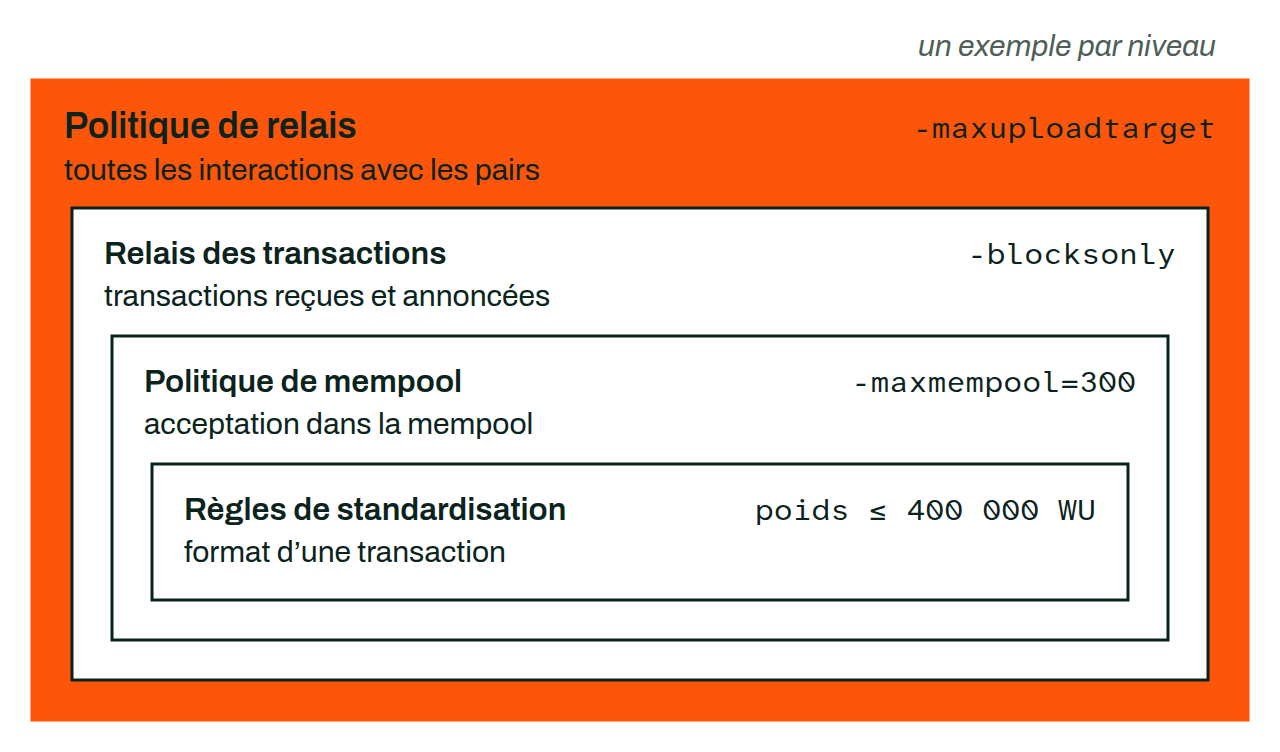 un exemple par niveau
Politique de relais
-maxuploadtarget
toutes les interactions avec les pairs
Relais des transactions
-blocksonly
transactions reçues et annoncées
Politique de mempool
-maxmempool=300
acceptation dans la mempool
Règles de standardisation
poids ≤ 400 000 WU
format d’une transaction